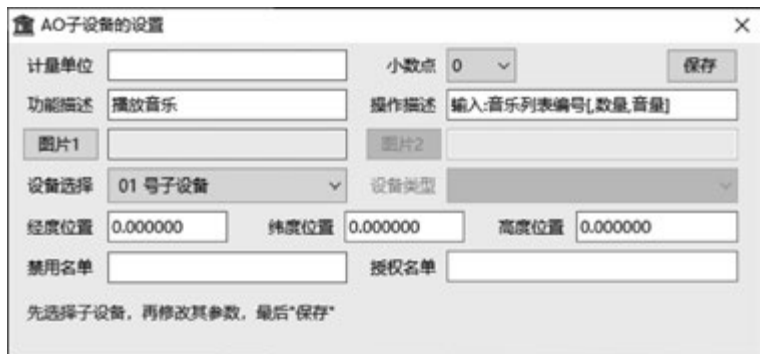 AO子设备的设置
计量单位 小数点 0 保存
功能描述 播放音乐 操作描述 输入:音乐列表编号[,数量,音量]
图片1 图片2
设备选择 01 号子设备 设备类型
经度位置 0.000000 纬度位置 0.000000 高度位置 0.000000
禁用名单 授权名单
先选择子设备，再修改其参数，最后"保存"